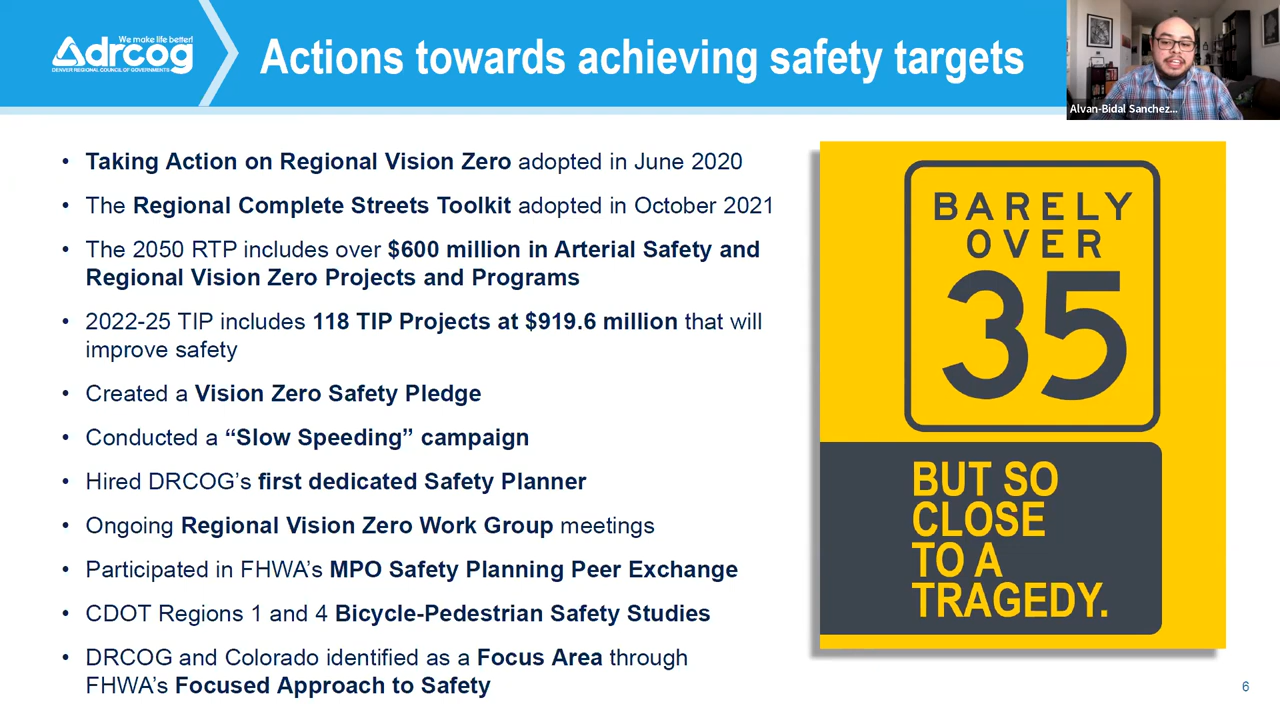 We make life better!
drcog
DENVER REGIONAL COUNCIL OF GOVERNMENTS
Actions towards achieving safety targets
Alvan-Bidal Sanchez...
• Taking Action on Regional Vision Zero adopted in June 2020
• The Regional Complete Streets Toolkit adopted in October 2021
• The 2050 RTP includes over $600 million in Arterial Safety and
Regional Vision Zero Projects and Programs
• 2022-25 TIP includes 118 TIP Projects at $919.6 million that will
improve safety
• Created a Vision Zero Safety Pledge
• Conducted a “Slow Speeding” campaign
• Hired DRCOG’s first dedicated Safety Planner
• Ongoing Regional Vision Zero Work Group meetings
• Participated in FHWA’s MPO Safety Planning Peer Exchange
• CDOT Regions 1 and 4 Bicycle-Pedestrian Safety Studies
• DRCOG and Colorado identified as a Focus Area through
FHWA’s Focused Approach to Safety
BARELY
OVER
35
BUT SO
CLOSE
TO A
TRAGEDY.
6